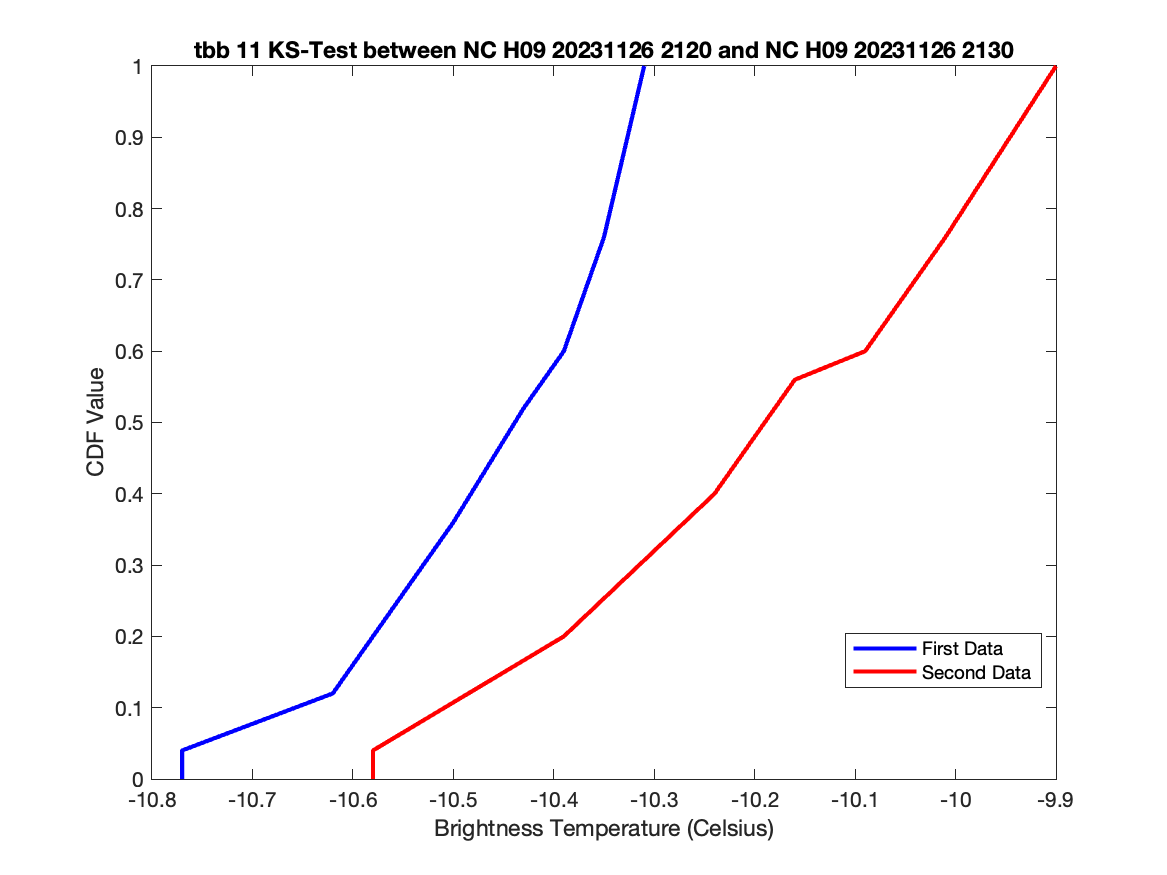 tbb 11 KS-Test between NC H09 20231126 2120 and NC H09 20231126 2130
1
0.9
0.8
0.7
0.6
0.5
0.4
0.3
0.2
0.1
0
CDF Value
First Data
Second Data
-10.8 -10.7 -10.6 -10.5 -10.4 -10.3 -10.2 -10.1 -10 -9.9
Brightness Temperature (Celsius)